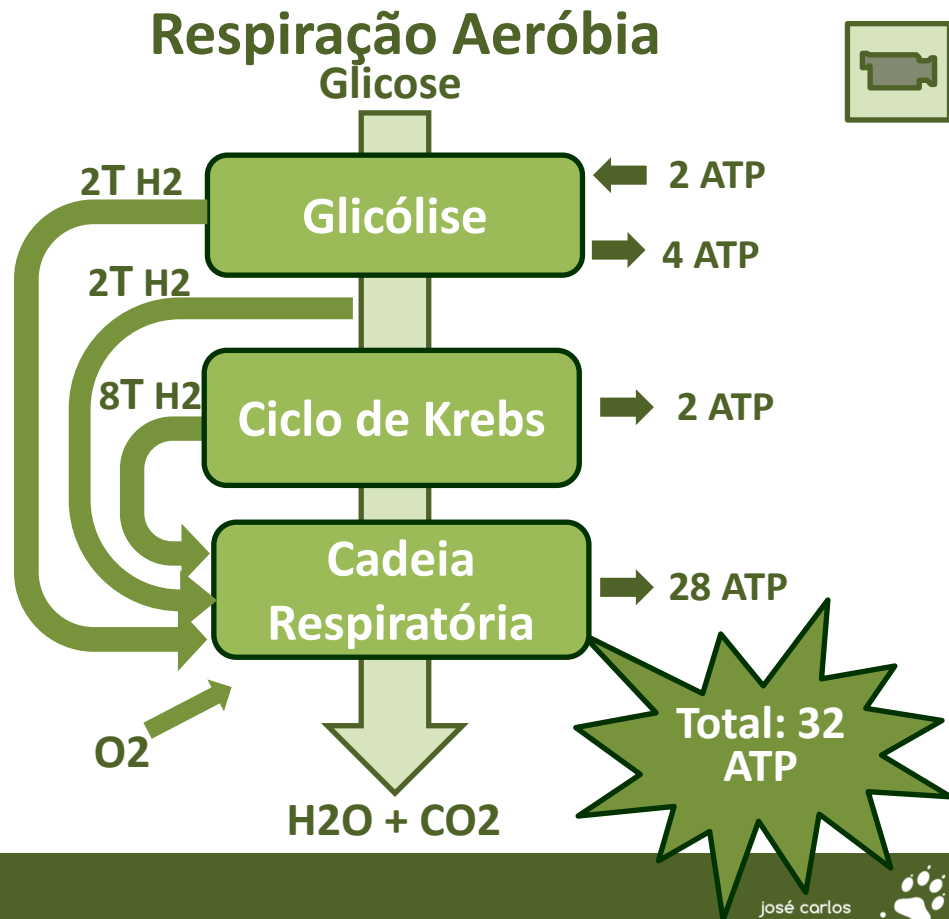 Respiração Aeróbia
Glicose
2T H2
Glicólise
2 ATP
4 ATP
2T H2
8T H2
Ciclo de Krebs
2 ATP
Cadeia
Respiratória
28 ATP
O2
Total: 32
ATP
H2O + CO2
josé carlos